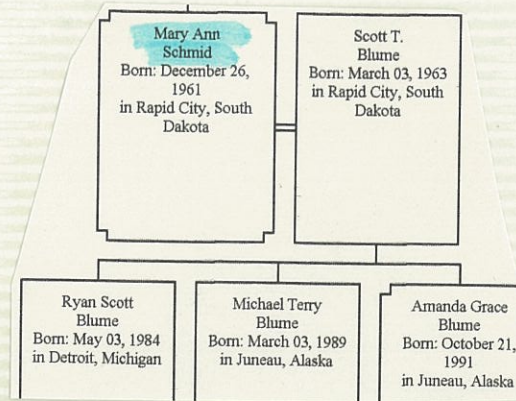 Mary Ann
Schmid
Born: December 26,
1961
in Rapid City, South
Dakota
Scott T.
Blume
Born: March 03, 1963
in Rapid City, South
Dakota
Ryan Scott
Blume
Born: May 03, 1984
in Detroit, Michigan
Michael Terry
Blume
Born: March 03, 1989
in Juneau, Alaska
Amanda Grace
Blume
Born: October 21,
1991
in Juneau, Alaska